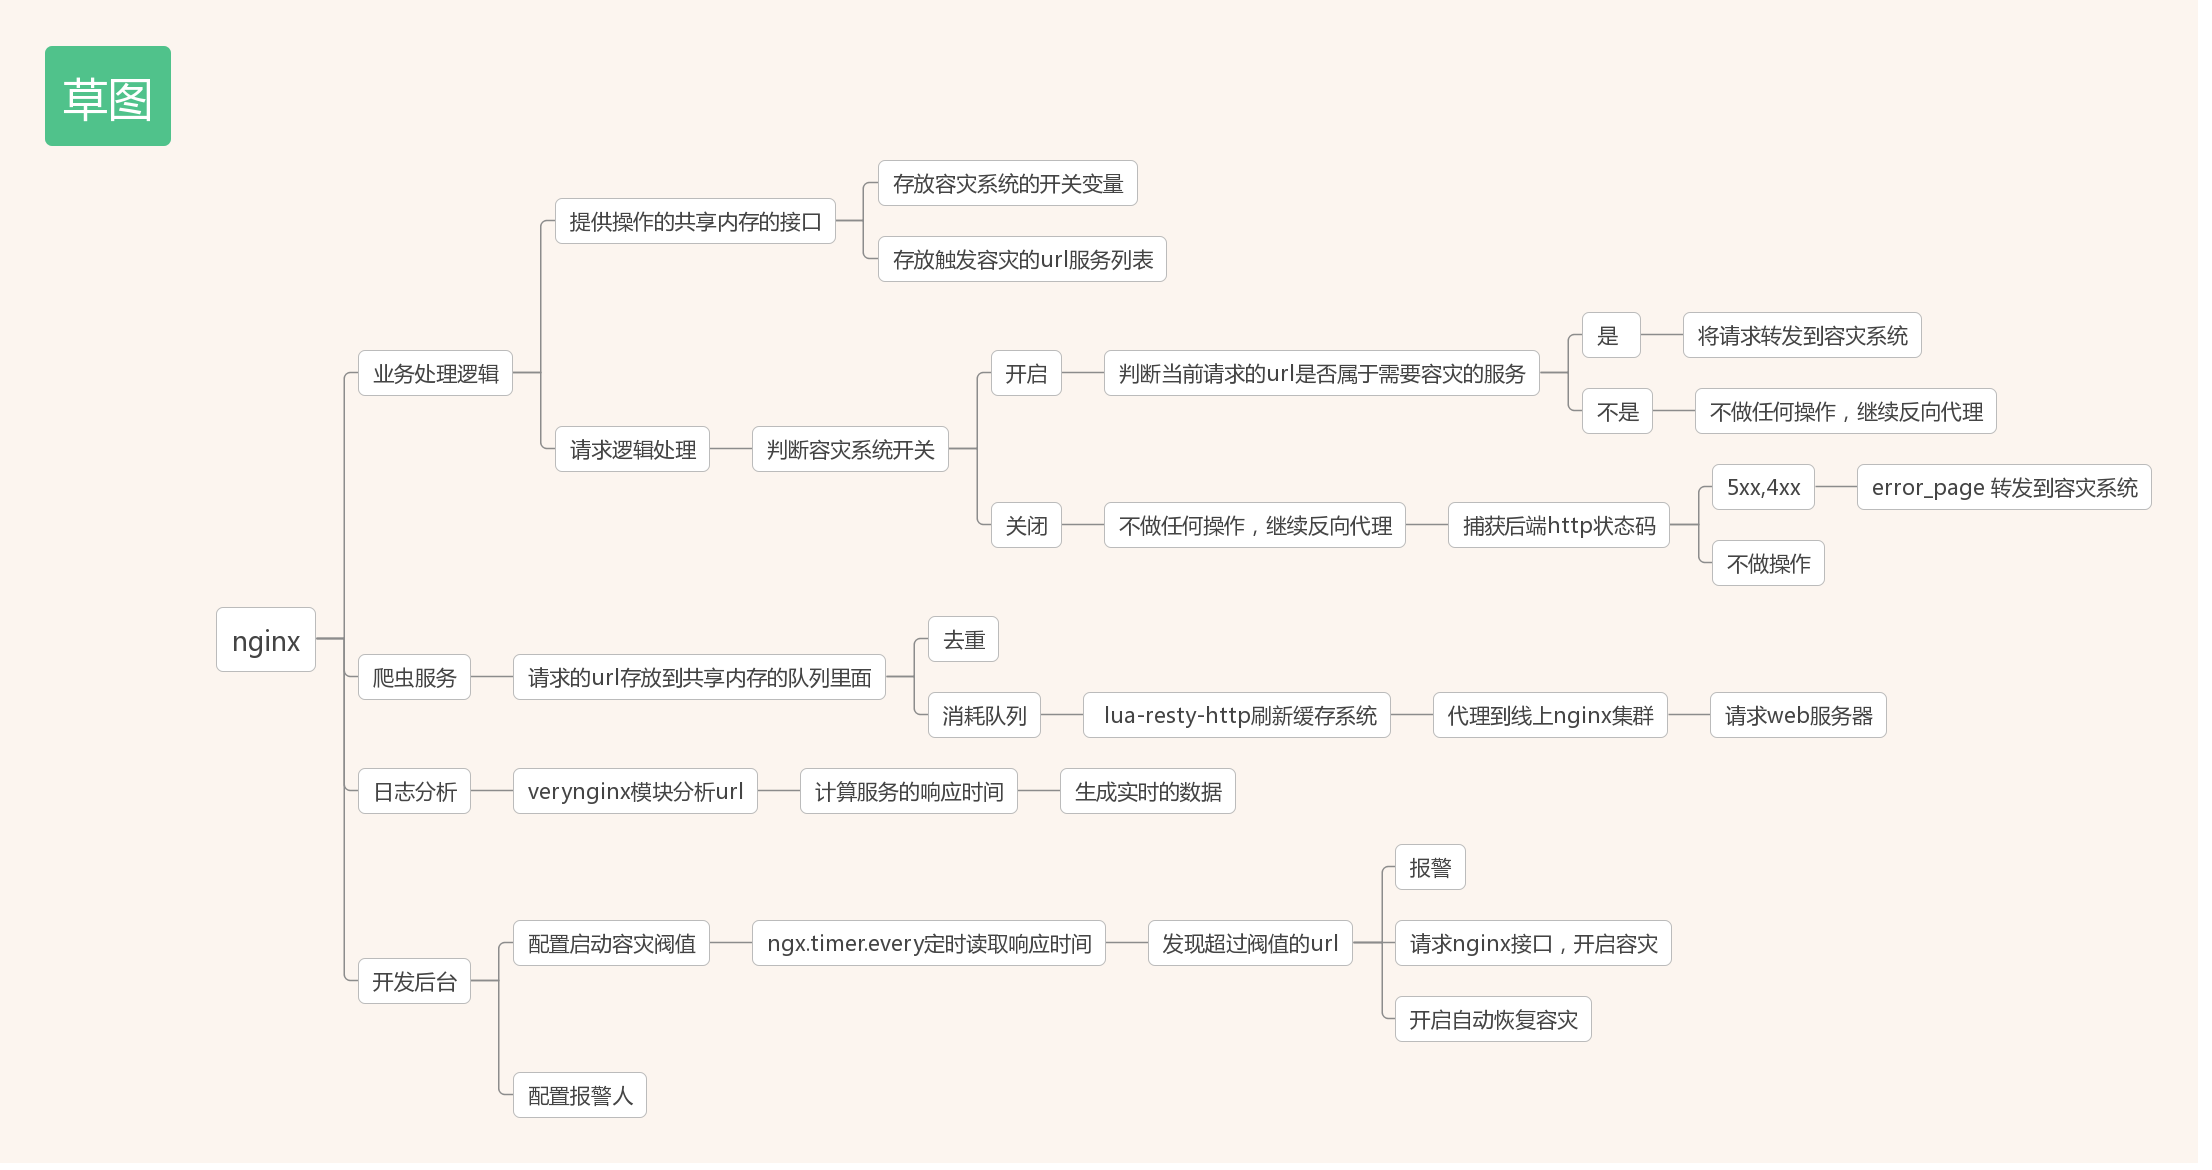 草图
nginx
业务处理逻辑
提供操作的共享内存的接口
存放容灾系统的开关变量
存放触发容灾的url服务列表
请求逻辑处理
判断容灾系统开关
开启
判断当前请求的url是否属于需要容灾的服务
是
将请求转发到容灾系统
不是
不做任何操作，继续反向代理
关闭
不做任何操作，继续反向代理
捕获后端http状态码
5xx,4xx
error_page 转发到容灾系统
不做操作
爬虫服务
请求的url存放到共享内存的队列里面
去重
消耗队列
lua-resty-http刷新缓存系统
代理到线上nginx集群
请求web服务器
日志分析
verynginx模块分析url
计算服务的响应时间
生成实时的数据
开发后台
配置启动容灾阀值
ngx.timer.every定时读取响应时间
发现超过阀值的url
报警
请求nginx接口，开启容灾
开启自动恢复容灾
配置报警人